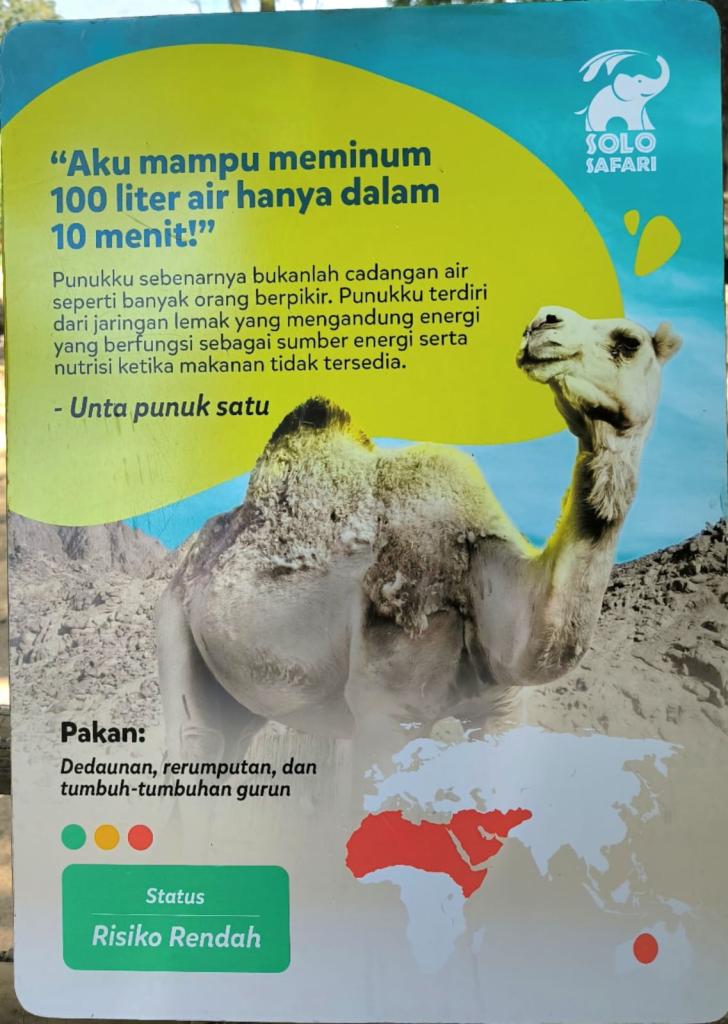 SOLO
SAFARI
“Aku mampu meminum
100 liter air hanya dalam
10 menit!”
Punukku sebenarnya bukanlah cadangan air
seperti banyak orang berpikir. Punukku terdiri
dari jaringan lemak yang mengandung energi
yang berfungsi sebagai sumber energi serta
nutrisi ketika makanan tidak tersedia.
- Unta punuk satu
Pakan:
Dedaunan, rerumputan, dan
tumbuh-tumbuhan gurun
Status
Risiko Rendah